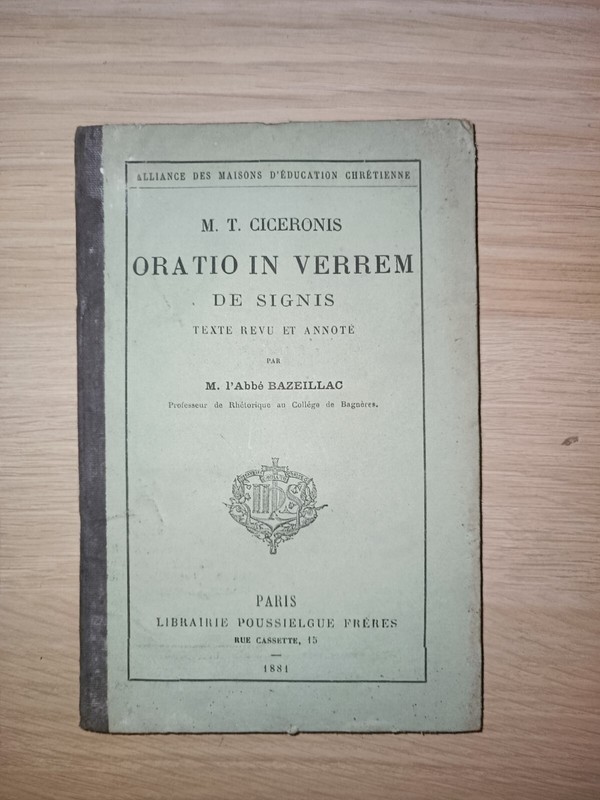 ALLIANCE DES MAISONS D'ÉDUCATION CHRÉTIENNE
M. T. CICERONIS
ORATIO IN VERREM
DE SIGNIS
TEXTE REVU ET ANNOTÉ
PAR
M. l'Abbé BAZEILLAC
Professeur de Rhétorique au Collége de Bagnères.
PARIS
LIBRAIRIE POUSSIELGUE FRÈRES
RUE CASSETTE, 15
1881